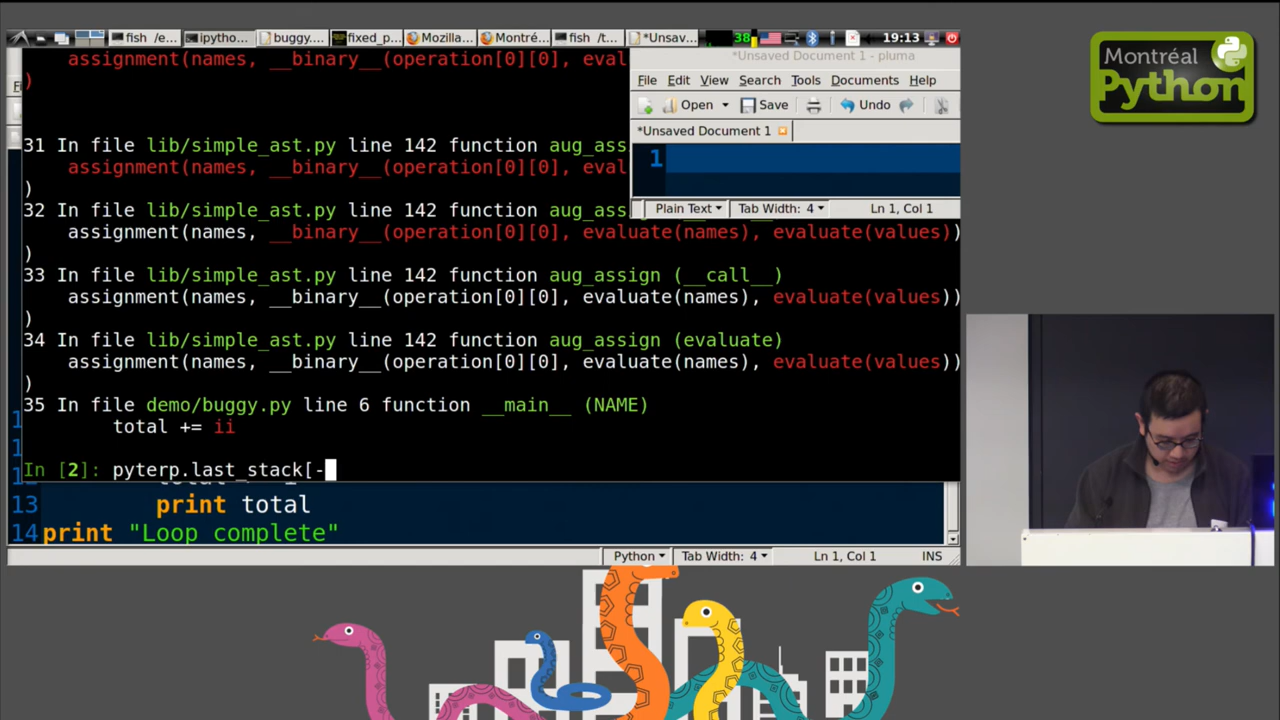 fish /e... ipytho... buggy.... fixed_p... Mozilla... Montré... fish /t... *Unsav... 38 19:13
*Unsaved Document 1 - pluma
File Edit View Search Tools Documents Help
Open Save Undo
*Unsaved Document 1
1
Plain Text Tab Width: 4 Ln 1, Col 1
assignment(names, __binary__(operation[0][0], eval
)
31 In file lib/simple_ast.py line 142 function aug_ass
assignment(names, __binary__(operation[0][0], eval
)
32 In file lib/simple_ast.py line 142 function aug_ass
assignment(names, __binary__(operation[0][0], evaluate(names), evaluate(values))
)
33 In file lib/simple_ast.py line 142 function aug_assign (__call__)
assignment(names, __binary__(operation[0][0], evaluate(names), evaluate(values))
)
34 In file lib/simple_ast.py line 142 function aug_assign (evaluate)
assignment(names, __binary__(operation[0][0], evaluate(names), evaluate(values))
)
35 In file demo/buggy.py line 6 function __main__ (NAME)
total += ii
In [2]: pyterp.last_stack[-
13 print total
14 print "Loop complete"
Python Tab Width: 4 Ln 1, Col 1 INS
Montréal
Python